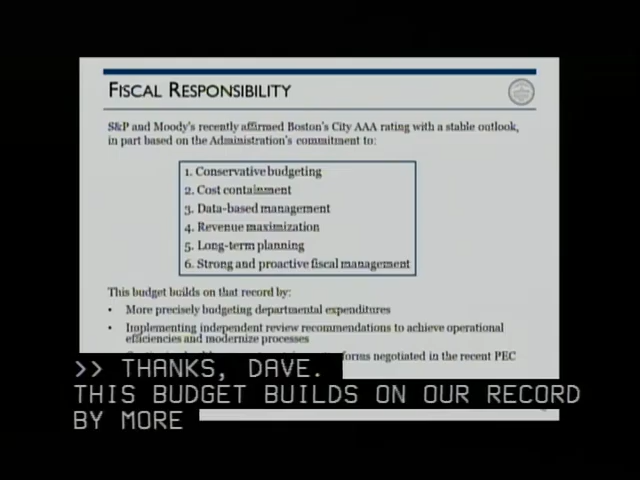 FISCAL RESPONSIBILITY
S&P and Moody's recently affirmed Boston's City AAA rating with a stable outlook,
in part based on the Administration's commitment to:
1. Conservative budgeting
2. Cost containment
3. Data-based management
4. Revenue maximization
5. Long-term planning
6. Strong and proactive fiscal management
This budget builds on that record by:
• More precisely budgeting departmental expenditures
• Implementing independent review recommendations to achieve operational
efficiencies and modernize processes
forms negotiated in the recent PEC
>> THANKS, DAVE.
THIS BUDGET BUILDS ON OUR RECORD
BY MORE